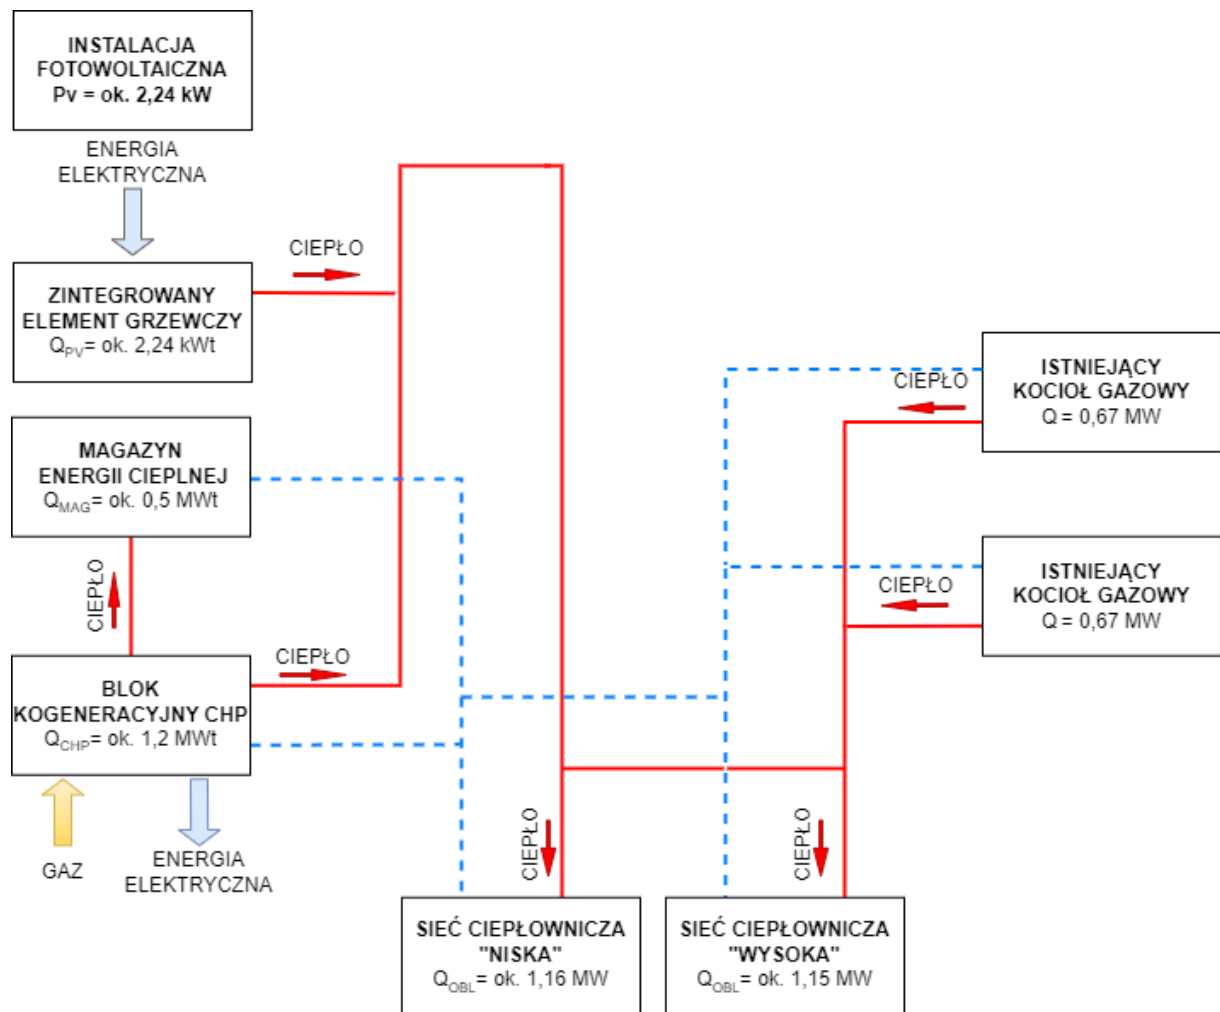 INSTALACJA
FOTOWOLTAICZNA
Pv = ok. 2,24 kW
ENERGIA
ELEKTRYCZNA
CIEPŁO
ZINTEGROWANY
ELEMENT GRZEWCZY
QPV= ok. 2,24 kWt
ISTNIEJĄCY
KOCIOŁ GAZOWY
Q = 0,67 MW
CIEPŁO
MAGAZYN
ENERGII CIEPLNEJ
QMAG= ok. 0,5 MWt
ISTNIEJĄCY
KOCIOŁ GAZOWY
Q = 0,67 MW
CIEPŁO
CIEPŁO
CIEPŁO
BLOK
KOGENERACYJNY CHP
QCHP= ok. 1,2 MWt
GAZ
ENERGIA
ELEKTRYCZNA
CIEPŁO
CIEPŁO
SIEĆ CIEPŁOWNICZA
"NISKA"
QOBL= ok. 1,16 MW
SIEĆ CIEPŁOWNICZA
"WYSOKA"
QOBL= ok. 1,15 MW